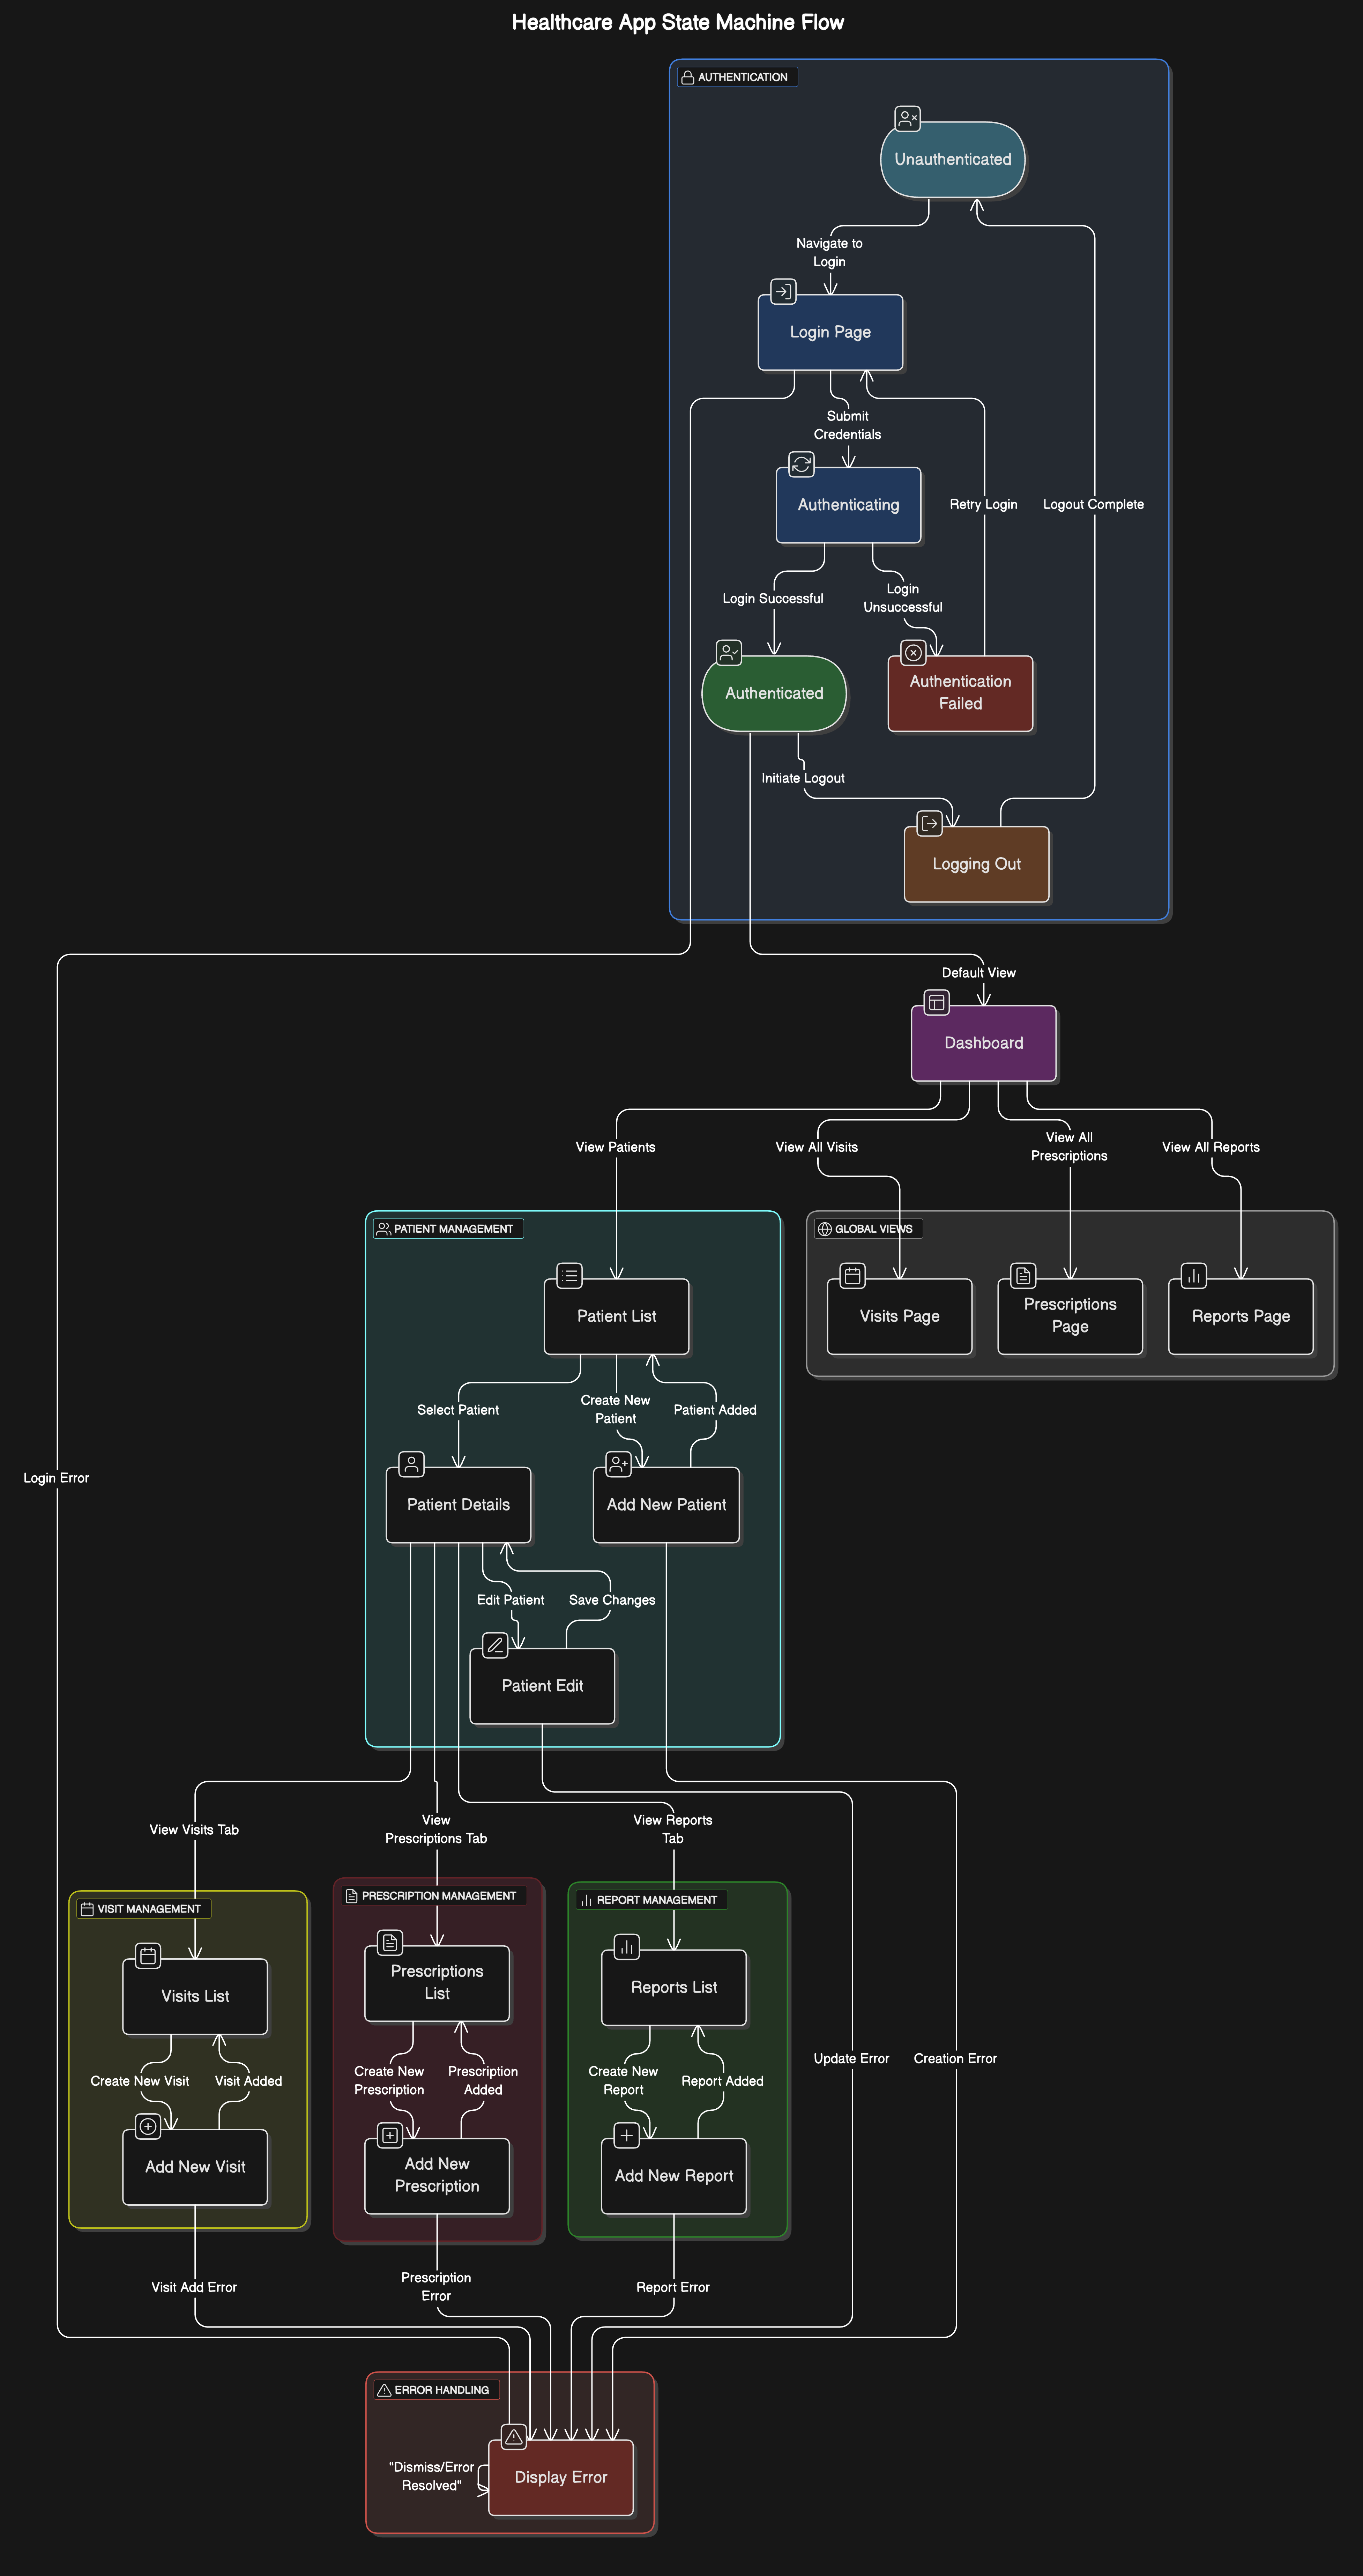 Healthcare App State Machine Flow
AUTHENTICATION
Unauthenticated
Navigate to
Login
Login Page
Submit
Credentials
Authenticating
Retry Login
Logout Complete
Login Successful
Login
Unsuccessful
Authenticated
Authentication
Failed
Initiate Logout
Logging Out
Default View
Dashboard
View Patients
View All Visits
View All
Prescriptions
View All Reports
PATIENT MANAGEMENT
GLOBAL VIEWS
Patient List
Visits Page
Prescriptions
Page
Reports Page
Select Patient
Create New
Patient
Patient Added
Login Error
Patient Details
Add New Patient
Edit Patient
Save Changes
Patient Edit
View Visits Tab
View
Prescriptions Tab
View Reports
Tab
VISIT MANAGEMENT
PRESCRIPTION MANAGEMENT
REPORT MANAGEMENT
Visits List
Prescriptions
List
Reports List
Update Error
Creation Error
Create New Visit
Visit Added
Create New
Prescription
Prescription
Added
Create New
Report
Report Added
Add New Visit
Add New
Prescription
Add New Report
Visit Add Error
Prescription
Error
Report Error
ERROR HANDLING
"Dismiss/Error
Resolved"
Display Error